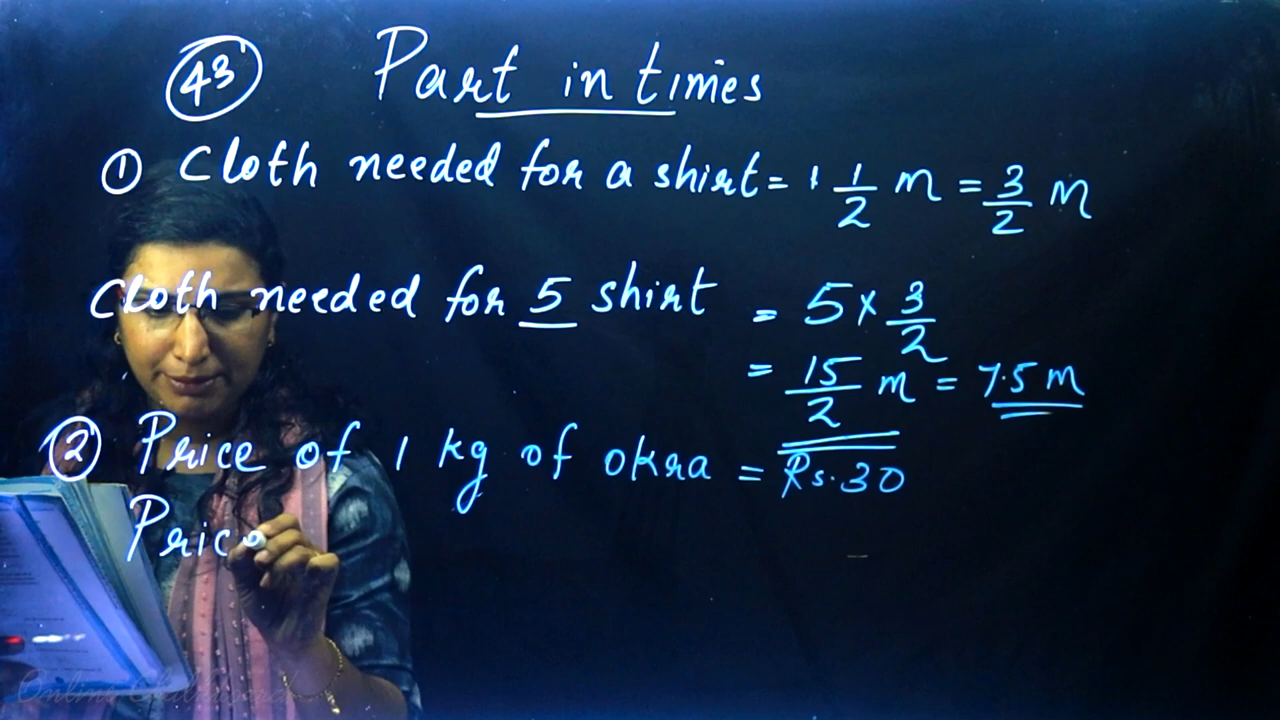 43 Part in times
① Cloth needed for a shirt = 1 1/2 m = 3/2 m
Cloth needed for 5 shirt = 5 × 3/2
= 15/2 m = 7.5 m
② Price of 1 kg of okra = Rs. 30
Price